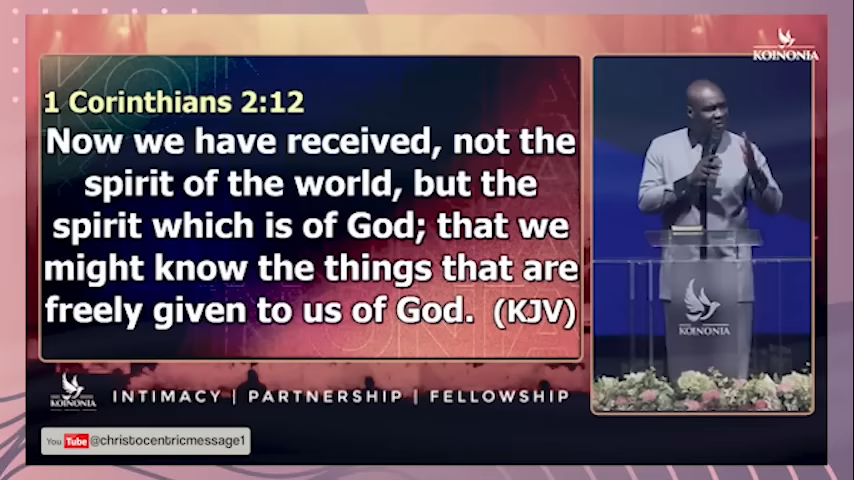 KOINONIA
1 Corinthians 2:12
Now we have received, not the
spirit of the world, but the
spirit which is of God; that we
might know the things that are
freely given to us of God. (KJV)
KOINONIA
KOINONIA
INTIMACY | PARTNERSHIP | FELLOWSHIP
You Tube @christocentricmessage1